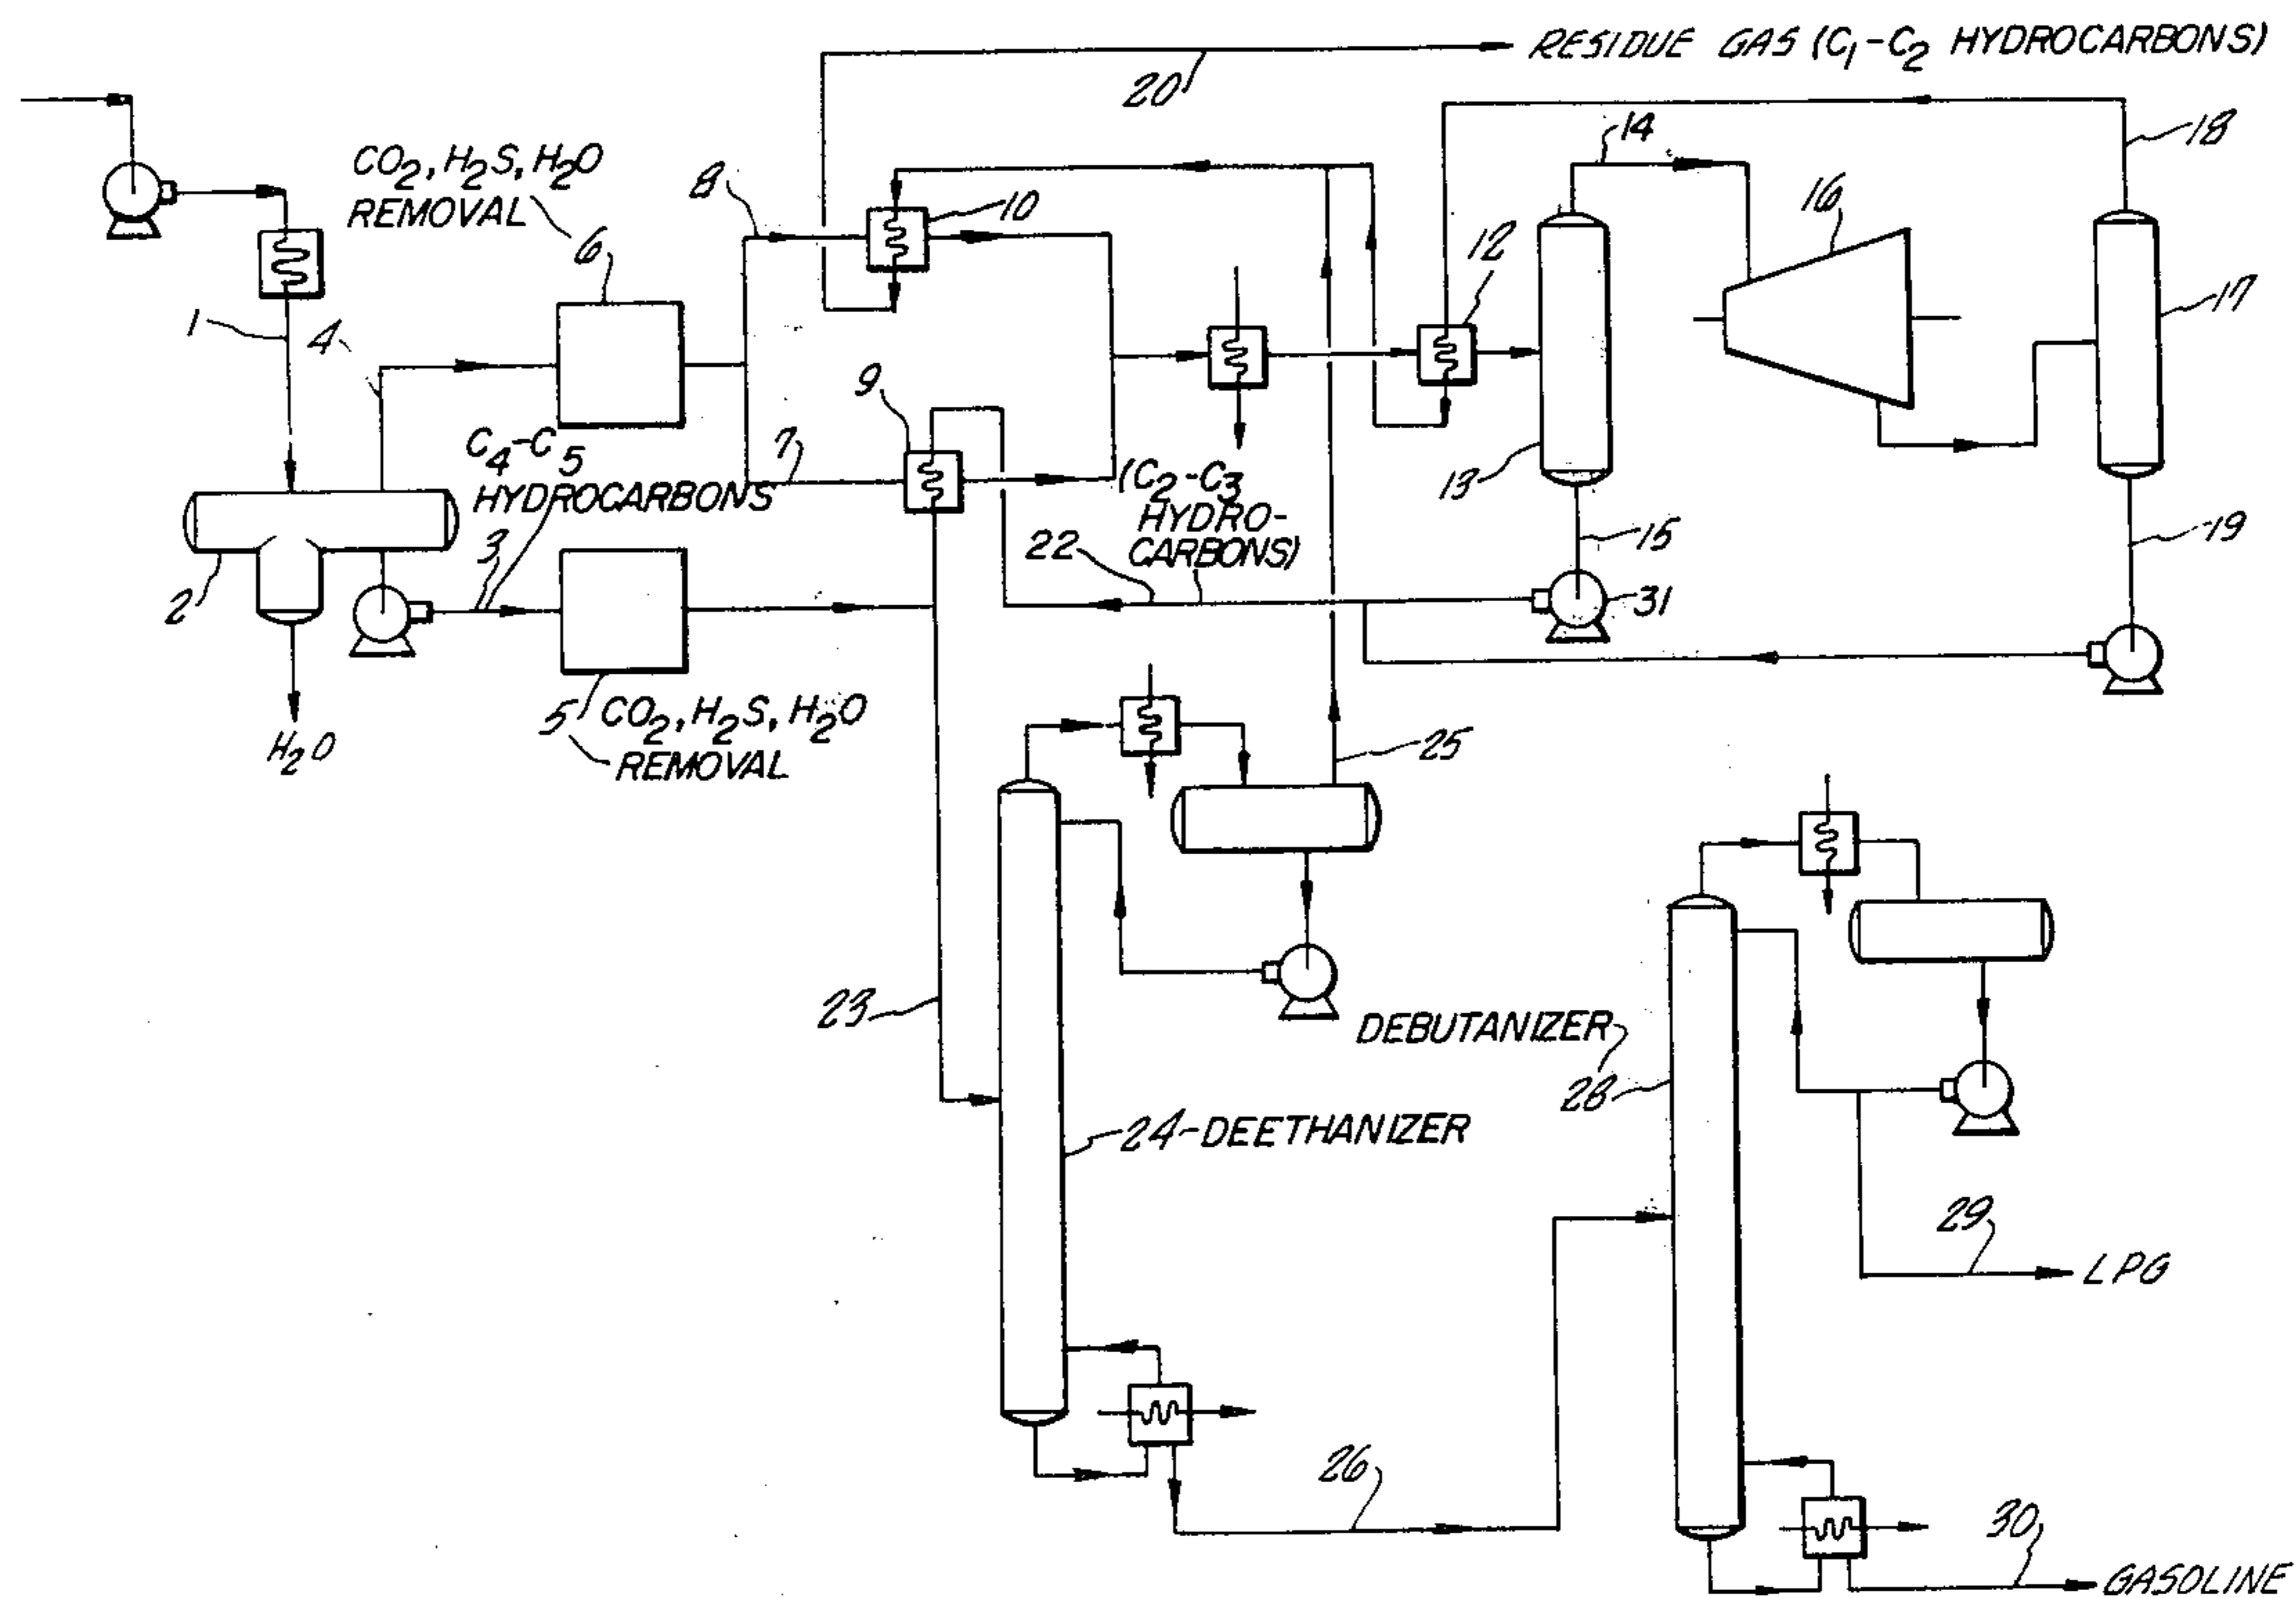 RESIDUE GAS (C1-C2 HYDROCARBONS)
20
14
18
CO2, H2S, H2O
REMOVAL
8
10
16
6
12
17
1
4
9
C4-C5
HYDROCARBONS
7
(C2-C3
HYDRO-
CARBONS)
13
15
19
3
22
2
31
5
CO2, H2S, H2O
REMOVAL
H2O
25
23
DEBUTANIZER
28
24-DEETHANIZER
29
LPG
26
30
GASOLINE